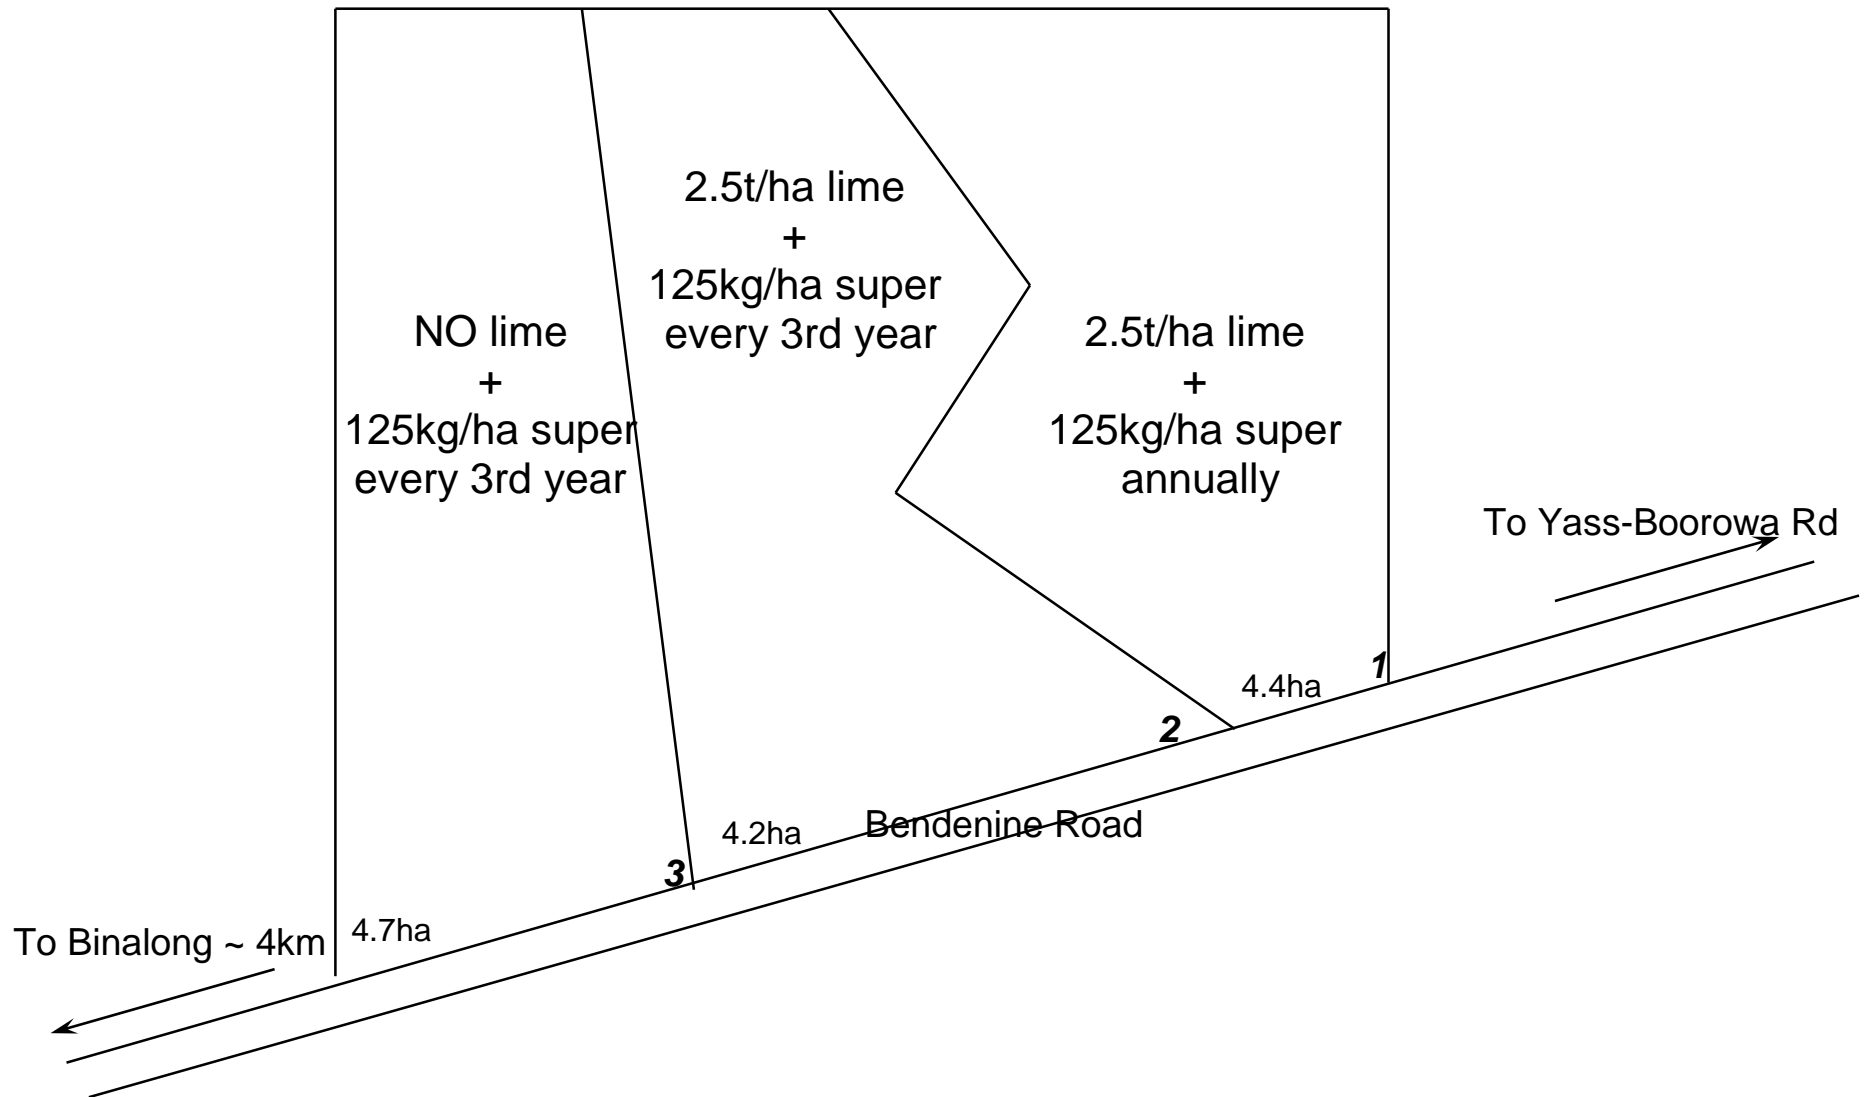 2.5t/ha lime
+
125kg/ha super
every 3rd year
NO lime
+
125kg/ha super
every 3rd year
2.5t/ha lime
+
125kg/ha super
annually
To Yass-Boorowa Rd
1
4.4ha
2
Bendenine Road
4.2ha
3
4.7ha
To Binalong ~ 4km